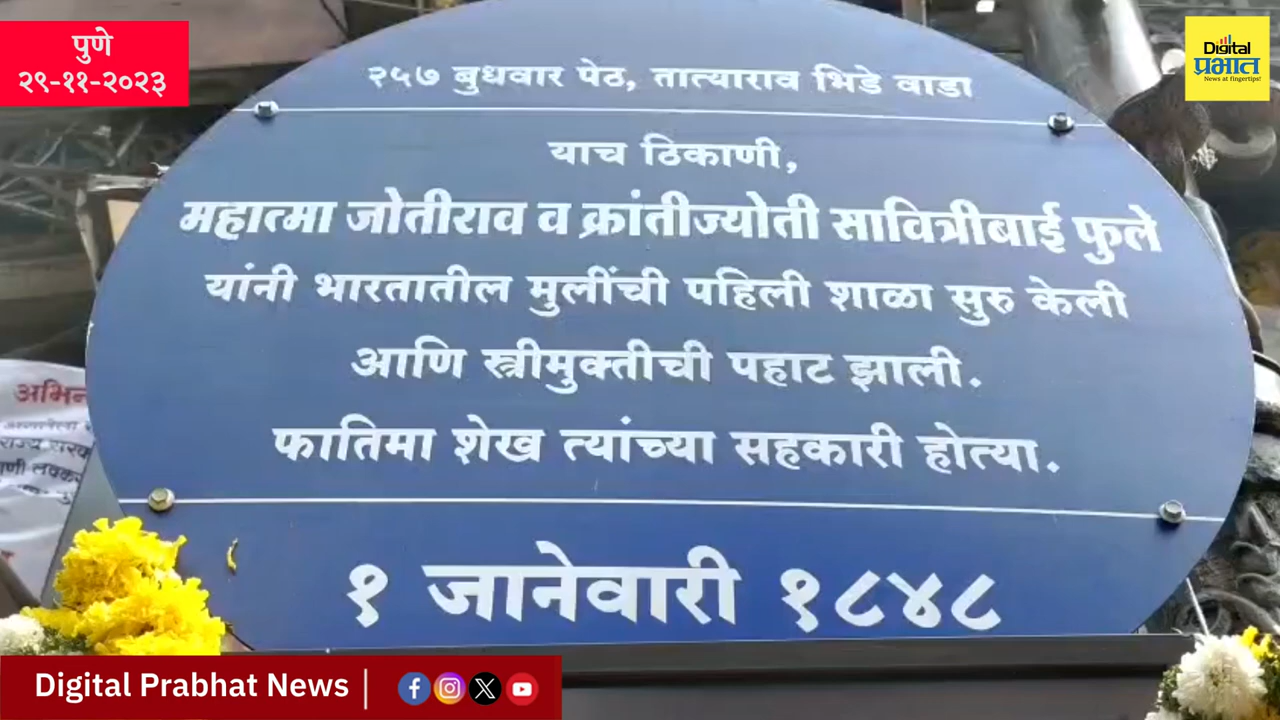 पुणे
२९-११-२०२३
Digital
प्रभात
News at fingertips!
२५७ बुधवार पेठ, तात्याराव भिडे वाडा
याच ठिकाणी,
महात्मा जोतीराव व क्रांतीज्योती सावित्रीबाई फुले
यांनी भारतातील मुलींची पहिली शाळा सुरु केली
आणि स्त्रीमुक्तीची पहाट झाली.
फातिमा शेख त्यांच्या सहकारी होत्या.
१ जानेवारी १८४८
Digital Prabhat News |